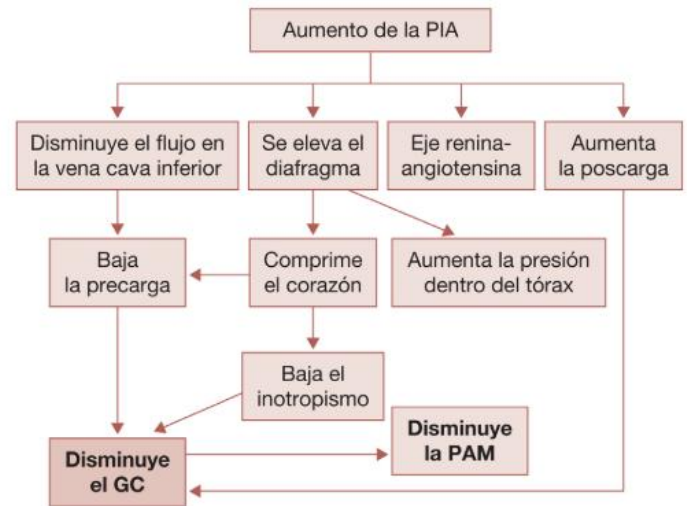 Aumento de la PIA
Disminuye el flujo en
la vena cava inferior
Se eleva el
diafragma
Eje renina-
angiotensina
Aumenta
la poscarga
Baja
la precarga
Comprime
el corazón
Aumenta la presión
dentro del tórax
Baja el
inotropismo
Disminuye
la PAM
Disminuye
el GC